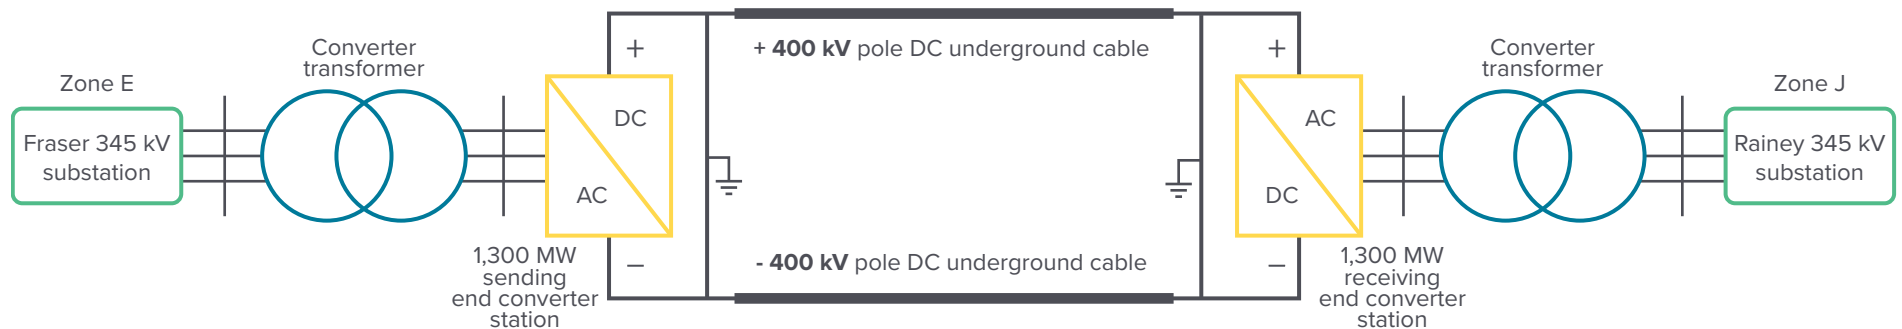 Zone E
Fraser 345 kV
substation
Converter
transformer
+
DC
AC
–
1,300 MW
sending
end converter
station
+ 400 kV pole DC underground cable
- 400 kV pole DC underground cable
+
AC
DC
–
1,300 MW
receiving
end converter
station
Converter
transformer
Zone J
Rainey 345 kV
substation